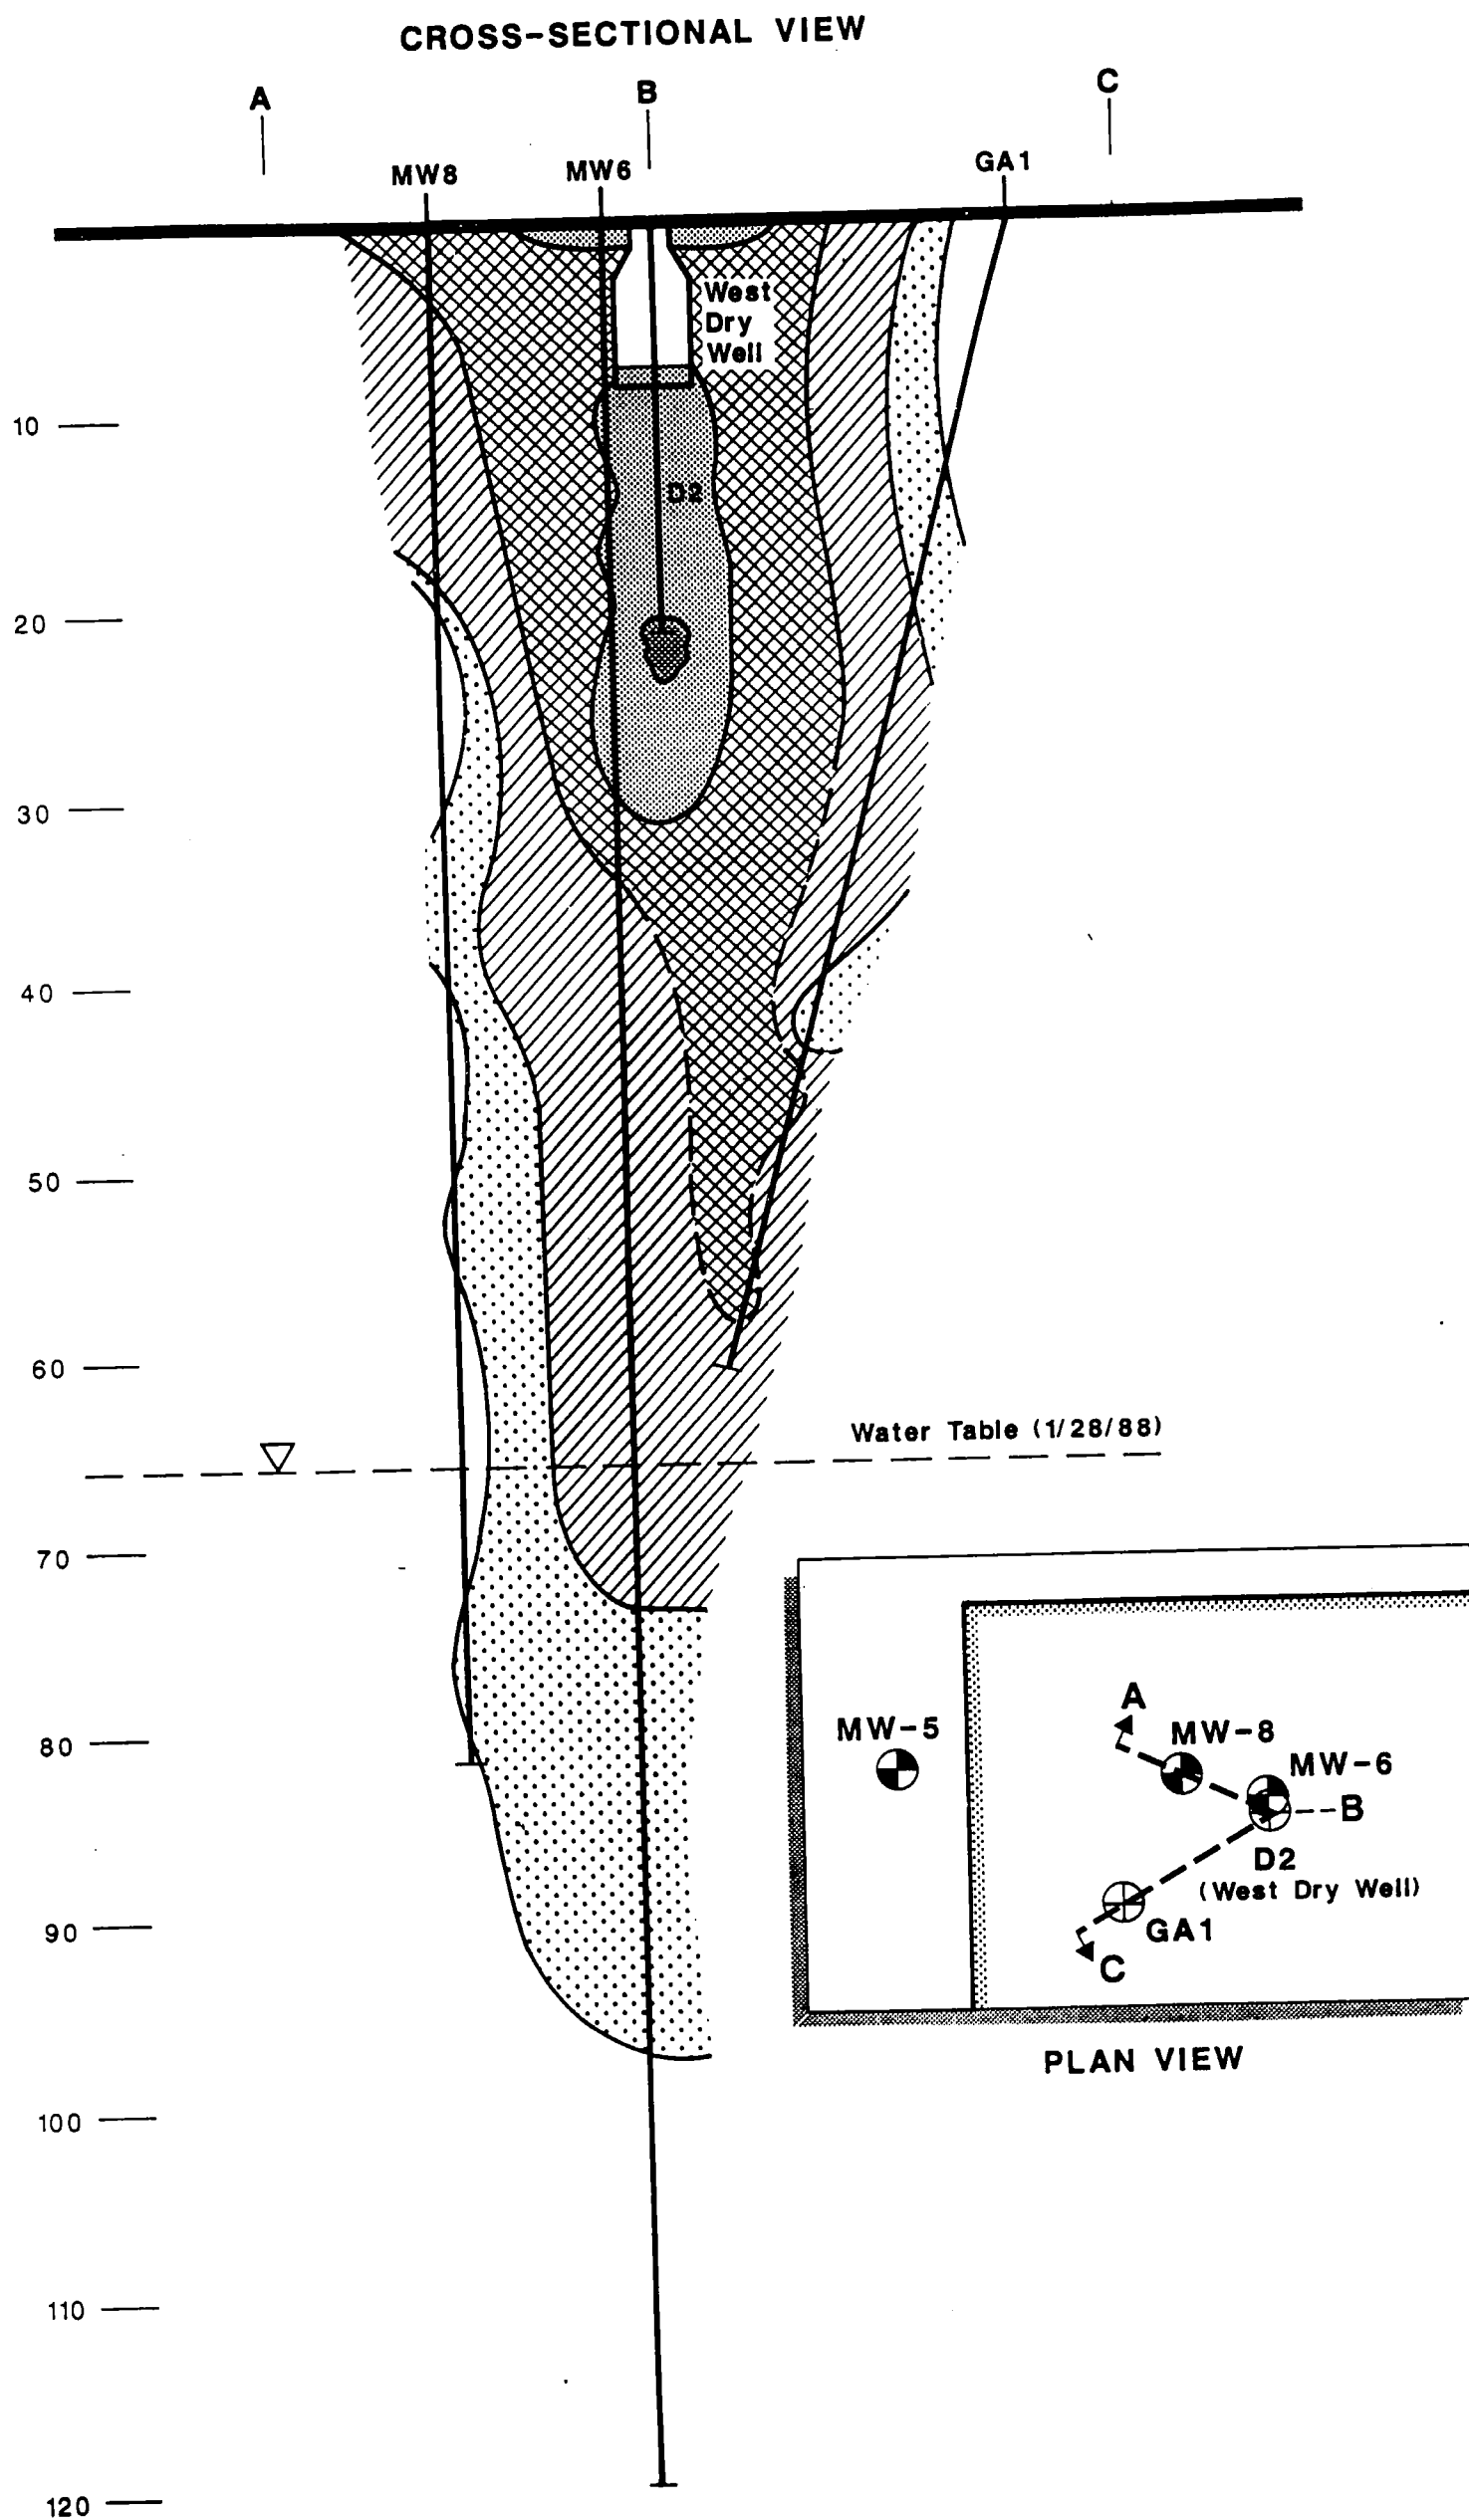 CROSS-SECTIONAL VIEW
A
B
C
MW8
MW6
GA1
West
Dry
Well
10
D2
20
30
40
50
60
Water Table (1/28/88)
70
A
MW-5
MW-8
80
MW-6
B
D2
(West Dry Well)
90
GA1
C
PLAN VIEW
100
110
120